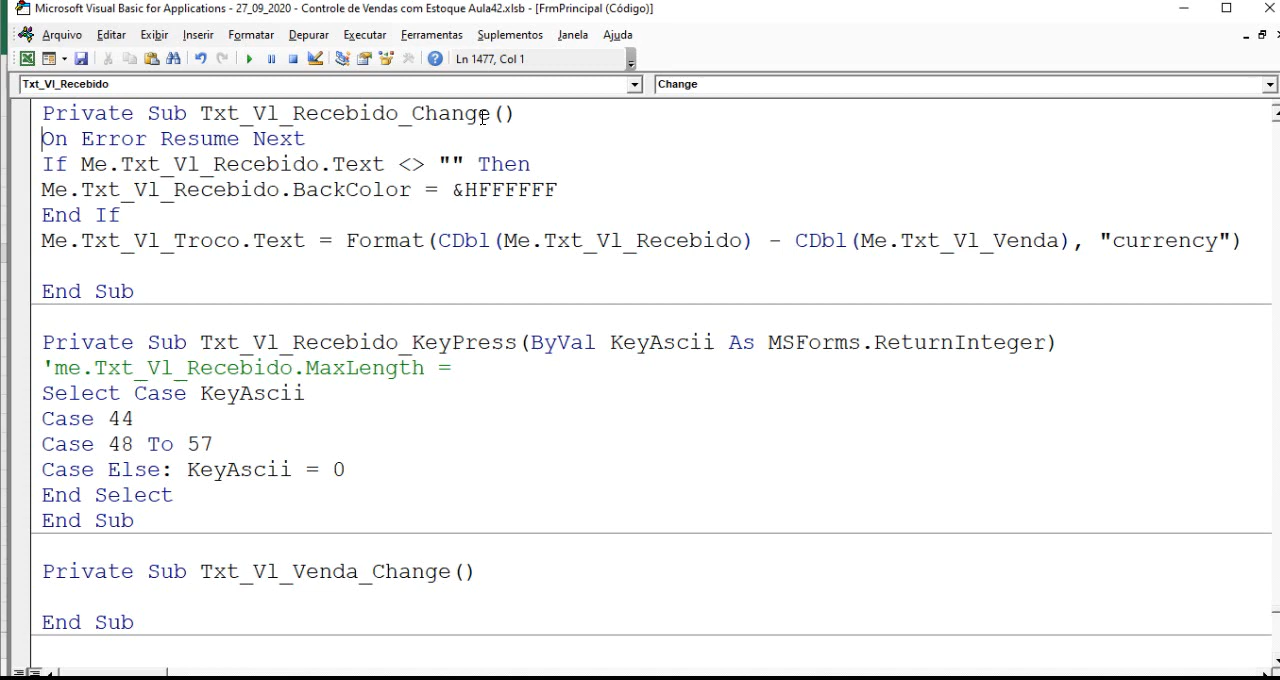 Microsoft Visual Basic for Applications - 27_09_2020 - Controle de Vendas com Estoque Aula42.xlsb - [FrmPrincipal (Código)]
Arquivo Editar Exibir Inserir Formatar Depurar Executar Ferramentas Suplementos Janela Ajuda
Ln 1477, Col 1
Txt_Vl_Recebido Change
Private Sub Txt_Vl_Recebido_Change()
On Error Resume Next
If Me.Txt_Vl_Recebido.Text <> "" Then
Me.Txt_Vl_Recebido.BackColor = &HFFFFFF
End If
Me.Txt_Vl_Troco.Text = Format(CDbl(Me.Txt_Vl_Recebido) - CDbl(Me.Txt_Vl_Venda), "currency")
End Sub
Private Sub Txt_Vl_Recebido_KeyPress(ByVal KeyAscii As MSForms.ReturnInteger)
'me.Txt_Vl_Recebido.MaxLength =
Select Case KeyAscii
Case 44
Case 48 To 57
Case Else: KeyAscii = 0
End Select
End Sub
Private Sub Txt_Vl_Venda_Change()
End Sub